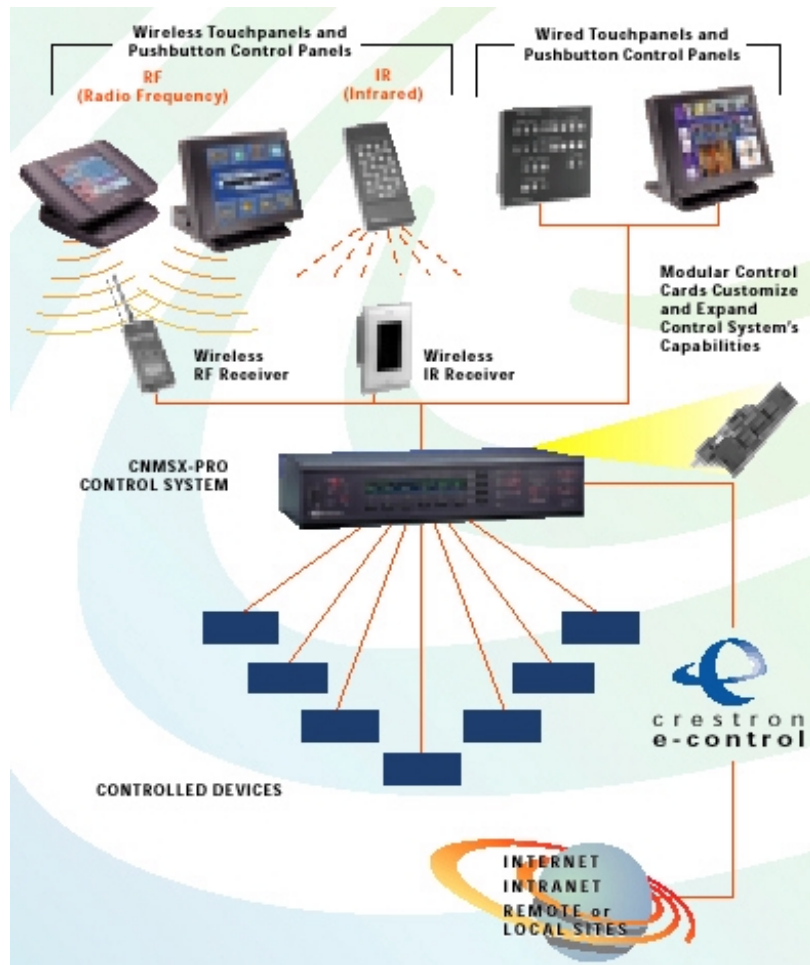 Wireless Touchpanels and
Pushbutton Control Panels
Wired Touchpanels and
Pushbutton Control Panels
RF
(Radio Frequency)
IR
(Infrared)
Modular Control
Cards Customize
and Expand
Control System's
Capabilities
Wireless
RF Receiver
Wireless
IR Receiver
CNMSX-PRO
CONTROL SYSTEM
crestron
e-control
CONTROLLED DEVICES
INTERNET
INTRANET
REMOTE or
LOCAL SITES